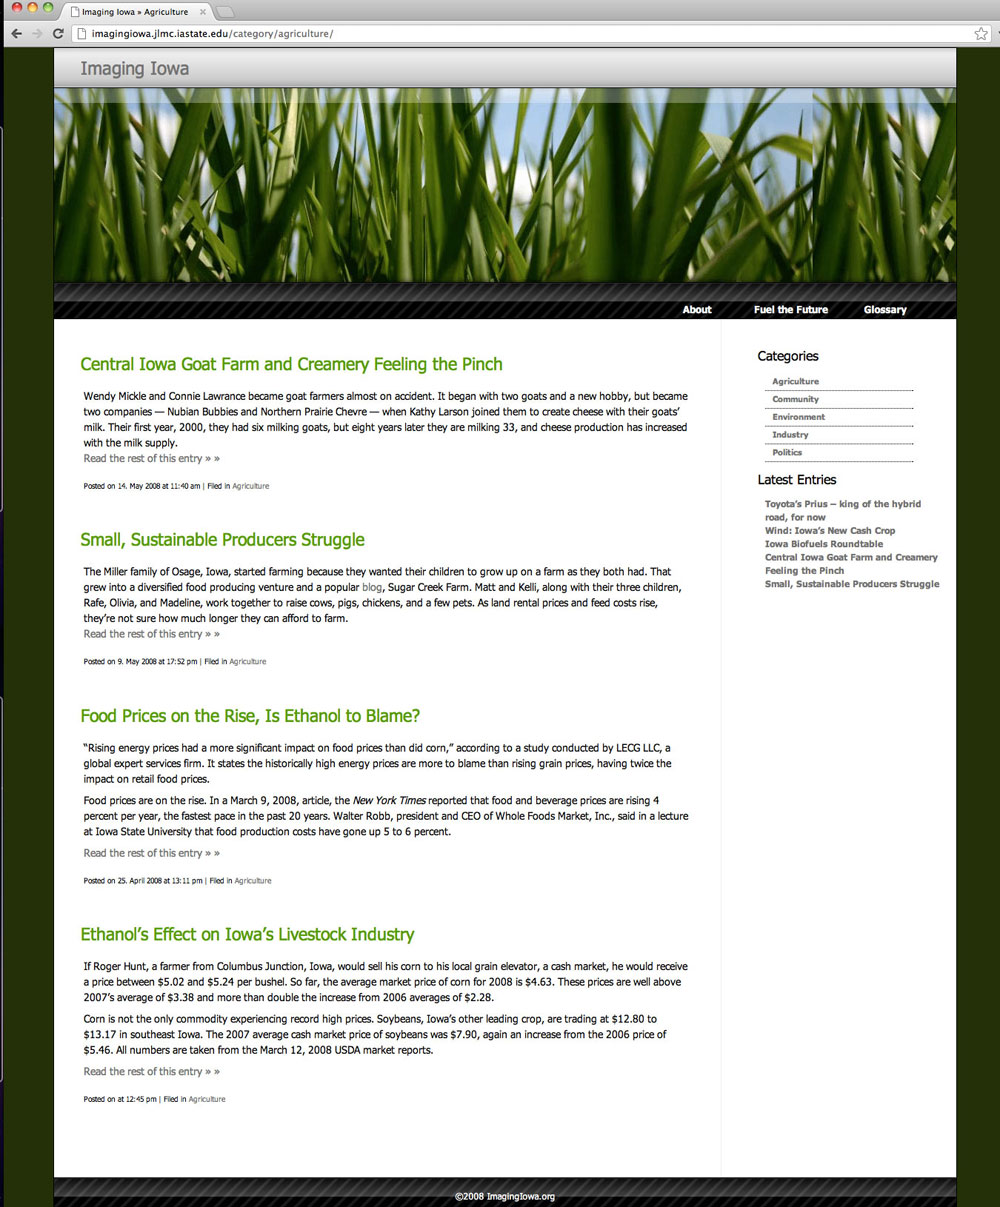 Imaging Iowa » Agriculture
imagingiowa.jlmc.iastate.edu/category/agriculture/
Imaging Iowa
About Fuel the Future Glossary
Central Iowa Goat Farm and Creamery Feeling the Pinch
Wendy Mickle and Connie Lawrance became goat farmers almost on accident. It began with two goats and a new hobby, but became
two companies — Nubian Bubbies and Northern Prairie Chevre — when Kathy Larson joined them to create cheese with their goats’
milk. Their first year, 2000, they had six milking goats, but eight years later they are milking 33, and cheese production has increased
with the milk supply.
Read the rest of this entry » »
Posted on 14. May 2008 at 11:40 am | Filed in Agriculture
Small, Sustainable Producers Struggle
The Miller family of Osage, Iowa, started farming because they wanted their children to grow up on a farm as they both had. That
grew into a diversified food producing venture and a popular blog, Sugar Creek Farm. Matt and Kelli, along with their three children,
Rafe, Olivia, and Madeline, work together to raise cows, pigs, chickens, and a few pets. As land rental prices and feed costs rise,
they’re not sure how much longer they can afford to farm.
Read the rest of this entry » »
Posted on 9. May 2008 at 17:52 pm | Filed in Agriculture
Food Prices on the Rise, Is Ethanol to Blame?
“Rising energy prices had a more significant impact on food prices than did corn,” according to a study conducted by LECG LLC, a
global expert services firm. It states the historically high energy prices are more to blame than rising grain prices, having twice the
impact on retail food prices.
Food prices are on the rise. In a March 9, 2008, article, the New York Times reported that food and beverage prices are rising 4
percent per year, the fastest pace in the past 20 years. Walter Robb, president and CEO of Whole Foods Market, Inc., said in a lecture
at Iowa State University that food production costs have gone up 5 to 6 percent.
Read the rest of this entry » »
Posted on 25. April 2008 at 13:11 pm | Filed in Agriculture
Ethanol’s Effect on Iowa’s Livestock Industry
If Roger Hunt, a farmer from Columbus Junction, Iowa, would sell his corn to his local grain elevator, a cash market, he would receive
a price between $5.02 and $5.24 per bushel. So far, the average market price of corn for 2008 is $4.63. These prices are well above
2007’s average of $3.38 and more than double the increase from 2006 averages of $2.28.
Corn is not the only commodity experiencing record high prices. Soybeans, Iowa’s other leading crop, are trading at $12.80 to
$13.17 in southeast Iowa. The 2007 average cash market price of soybeans was $7.90, again an increase from the 2006 price of
$5.46. All numbers are taken from the March 12, 2008 USDA market reports.
Read the rest of this entry » »
Posted on at 12:45 pm | Filed in Agriculture
Categories
Agriculture
Community
Environment
Industry
Politics
Latest Entries
Toyota’s Prius – king of the hybrid
road, for now
Wind: Iowa’s New Cash Crop
Iowa Biofuels Roundtable
Central Iowa Goat Farm and Creamery
Feeling the Pinch
Small, Sustainable Producers Struggle
©2008 ImagingIowa.org